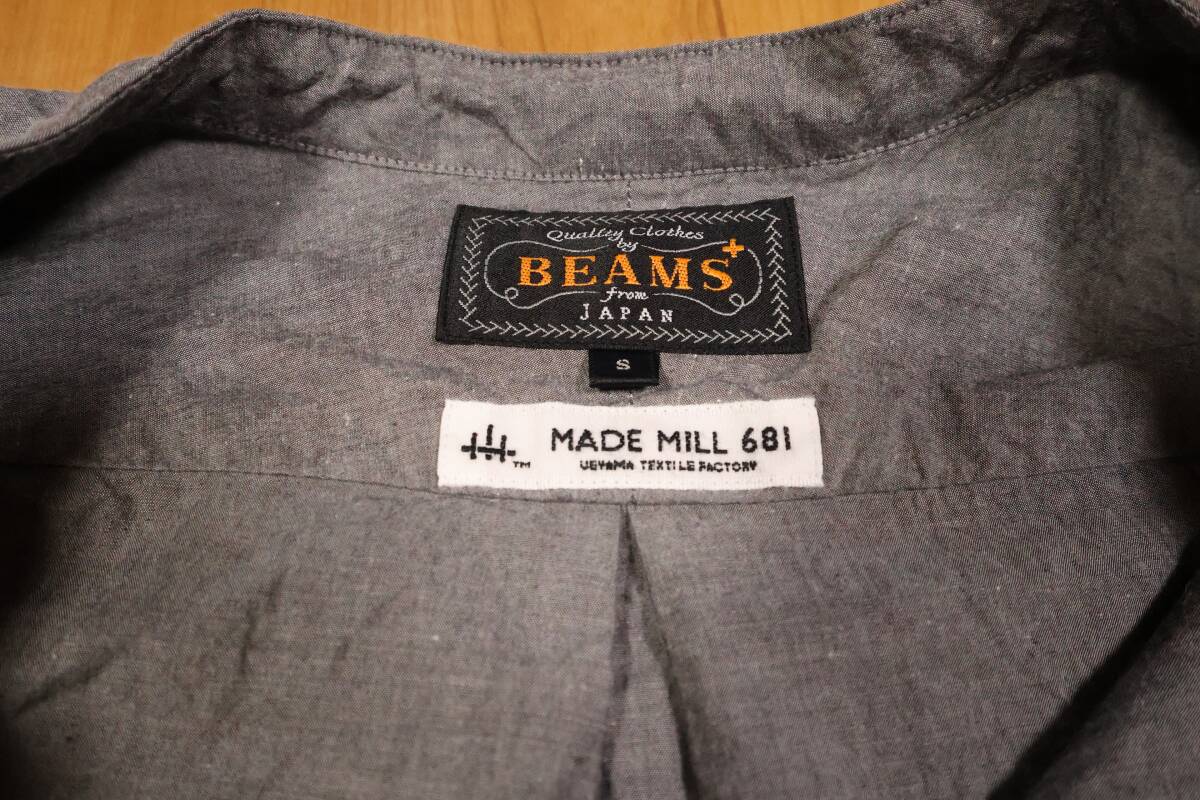 Quality Clothes
by
BEAMS+
from
JAPAN
S
TM MADE MILL 681
UEYAMA TEXTILE FACTORY